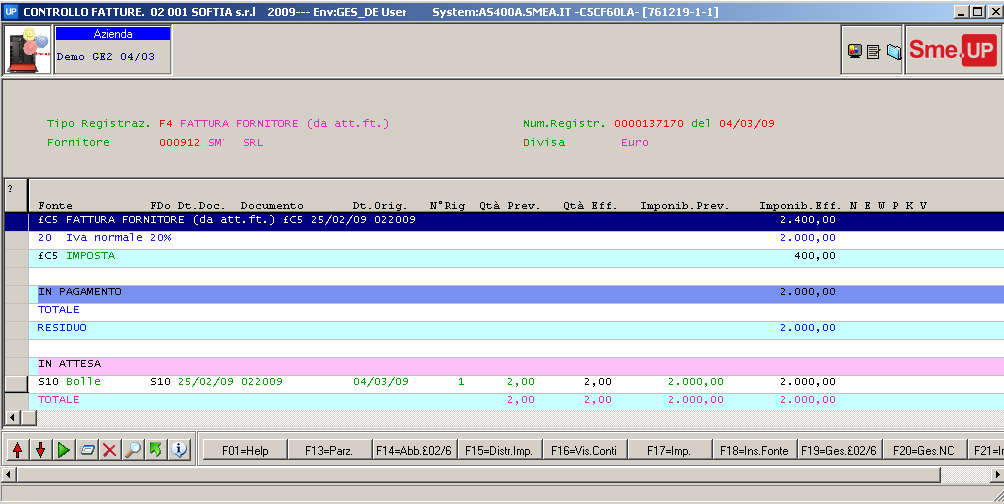 UP CONTROLLO FATTURE. 02 001 SOFTIA s.r.l 2009--- Env:GES_DE User System:AS400A.SMEA.IT -C5CF60LA- [761219-1-1]
Azienda
Demo GE2 04/03
Sme.UP
Tipo Registraz. F4 FATTURA FORNITORE (da att.ft.) Num.Registr. 0000137170 del 04/03/09
Fornitore 000912 SM' SRL Divisa Euro
?
Fonte FDo Dt.Doc. Documento Dt.Orig. N°Rig Qtà Prev. Qtà Eff. Imponib.Prev. Imponib.Eff. N E W P K V
£C5 FATTURA FORNITORE (da att.ft.) £C5 25/02/09 022009 2.400,00
20 Iva normale 20% 2.000,00
£C5 IMPOSTA 400,00
IN PAGAMENTO 2.000,00
TOTALE
RESIDUO 2.000,00
IN ATTESA
S10 Bolle S10 25/02/09 022009 04/03/09 1 2,00 2,00 2.000,00 2.000,00
TOTALE 2,00 2,00 2.000,00 2.000,00
F01=Help F13=Parz. F14=Abb.£02/6 F15=Distr.Imp. F16=Vis.Conti F17=Imp. F18=Ins.Fonte F19=Ges.£02/6 F20=Ges.NC